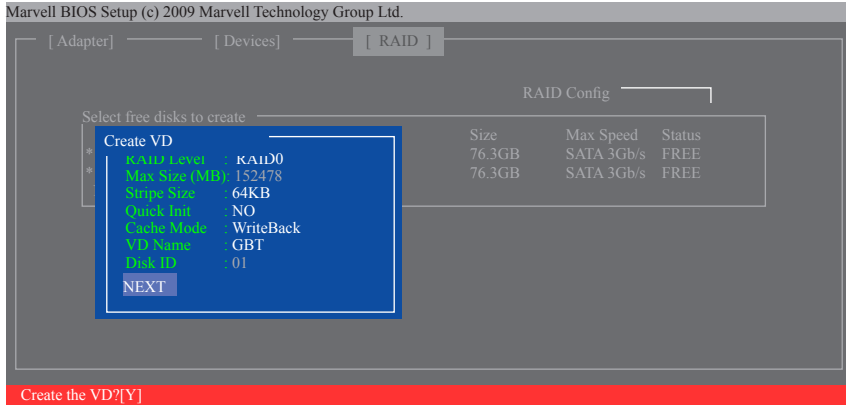 Marvell BIOS Setup (c) 2009 Marvell Technology Group Ltd.
[ Adapter] [ Devices] [ RAID ]
RAID Config
Select free disks to create
Size Max Speed Status
* 76.3GB SATA 3Gb/s FREE
* 76.3GB SATA 3Gb/s FREE
Create VD
RAID Level : RAID0
Max Size (MB): 152478
Stripe Size : 64KB
Quick Init : NO
Cache Mode : WriteBack
VD Name : GBT
Disk ID : 01
NEXT
Create the VD?[Y]